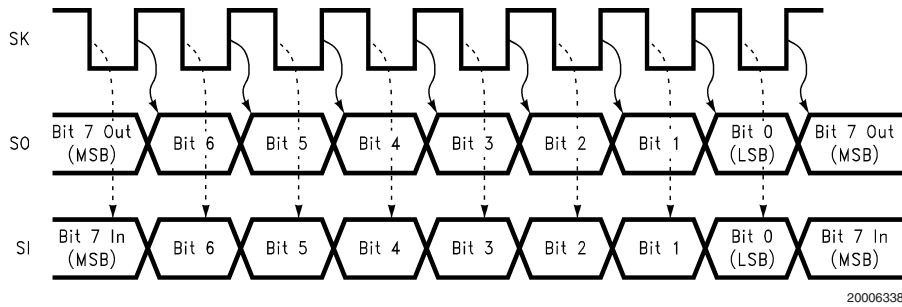 SK
SO
Bit 7 Out
(MSB)
Bit 6
Bit 5
Bit 4
Bit 3
Bit 2
Bit 1
Bit 0
(LSB)
Bit 7 Out
(MSB)
SI
Bit 7 In
(MSB)
Bit 6
Bit 5
Bit 4
Bit 3
Bit 2
Bit 1
Bit 0
(LSB)
Bit 7 In
(MSB)
20006338